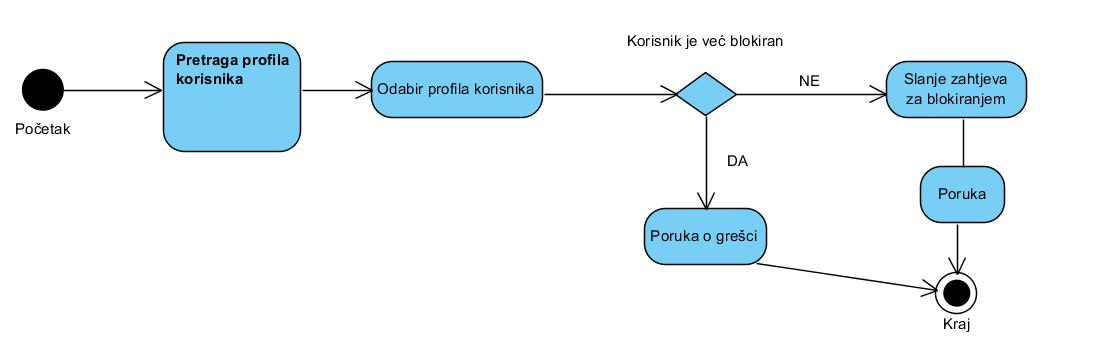 Korisnik je već blokiran
Pretraga profila
korisnika
Odabir profila korisnika
NE
Slanje zahtjeva
za blokiranjem
Početak
DA
Poruka
Poruka o grešci
Kraj